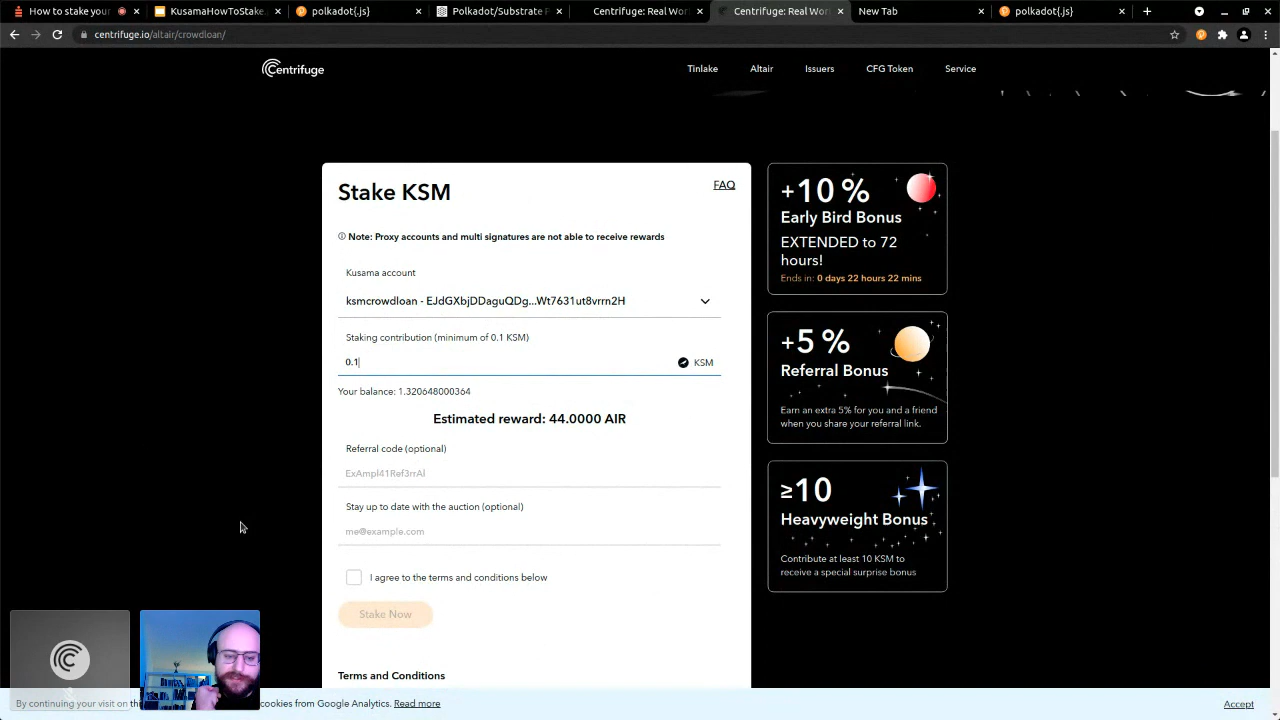 How to stake your
KusamaHowToStake
polkadot{.js}
Polkadot/Substrate P
Centrifuge: Real Wor
Centrifuge: Real Wor
New Tab
polkadot{.js}
centrifuge.io/altair/crowdloan/
Centrifuge
Tinlake
Altair
Issuers
CFG Token
Service
Stake KSM
FAQ
Note: Proxy accounts and multi signatures are not able to receive rewards
Kusama account
ksmcrowdloan - EJdGXbjDDaguQDg...Wt7631ut8vrrn2H
Staking contribution (minimum of 0.1 KSM)
0.1
KSM
Your balance: 1.320648000364
Estimated reward: 44.0000 AIR
Referral code (optional)
ExAmpl41Ref3rrAl
Stay up to date with the auction (optional)
me@example.com
I agree to the terms and conditions below
Stake Now
Terms and Conditions
+10 %
Early Bird Bonus
EXTENDED to 72
hours!
Ends in: 0 days 22 hours 22 mins
+5 %
Referral Bonus
Earn an extra 5% for you and a friend
when you share your referral link.
≥10
Heavyweight Bonus
Contribute at least 10 KSM to
receive a special surprise bonus
By continuing your visit on th
cookies from Google Analytics. Read more
Accept